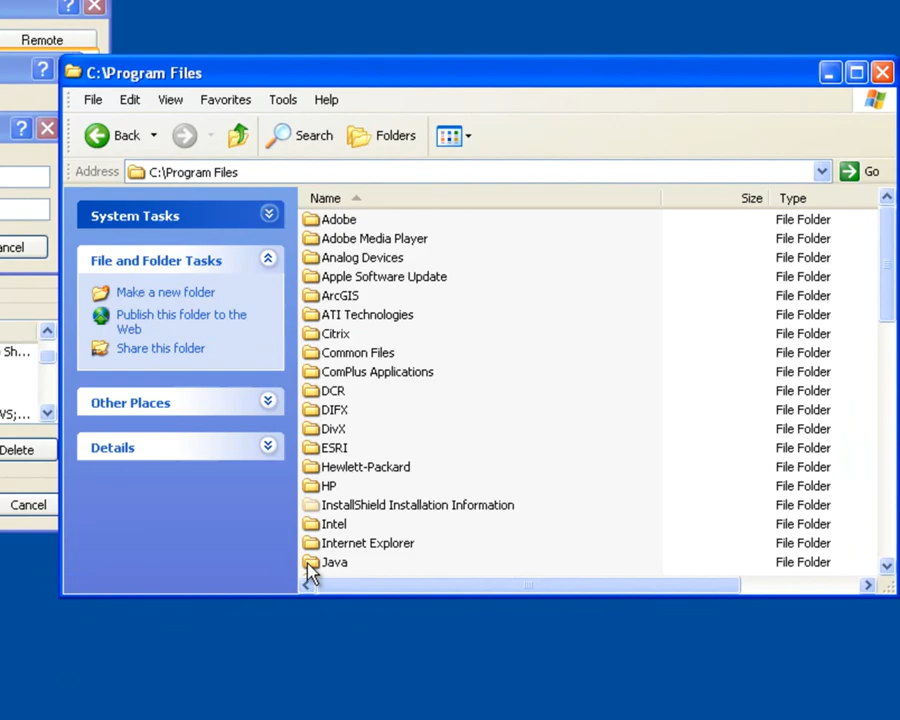 ?
Remote
?
?
ancel
Sh...
WS;...
Delete
Cancel
C:\Program Files
File Edit View Favorites Tools Help
Back Search Folders
Address C:\Program Files Go
System Tasks
File and Folder Tasks
Make a new folder
Publish this folder to the
Web
Share this folder
Other Places
Details
Name Size Type
Adobe File Folder
Adobe Media Player File Folder
Analog Devices File Folder
Apple Software Update File Folder
ArcGIS File Folder
ATI Technologies File Folder
Citrix File Folder
Common Files File Folder
ComPlus Applications File Folder
DCR File Folder
DIFX File Folder
DivX File Folder
ESRI File Folder
Hewlett-Packard File Folder
HP File Folder
InstallShield Installation Information File Folder
Intel File Folder
Internet Explorer File Folder
Java File Folder